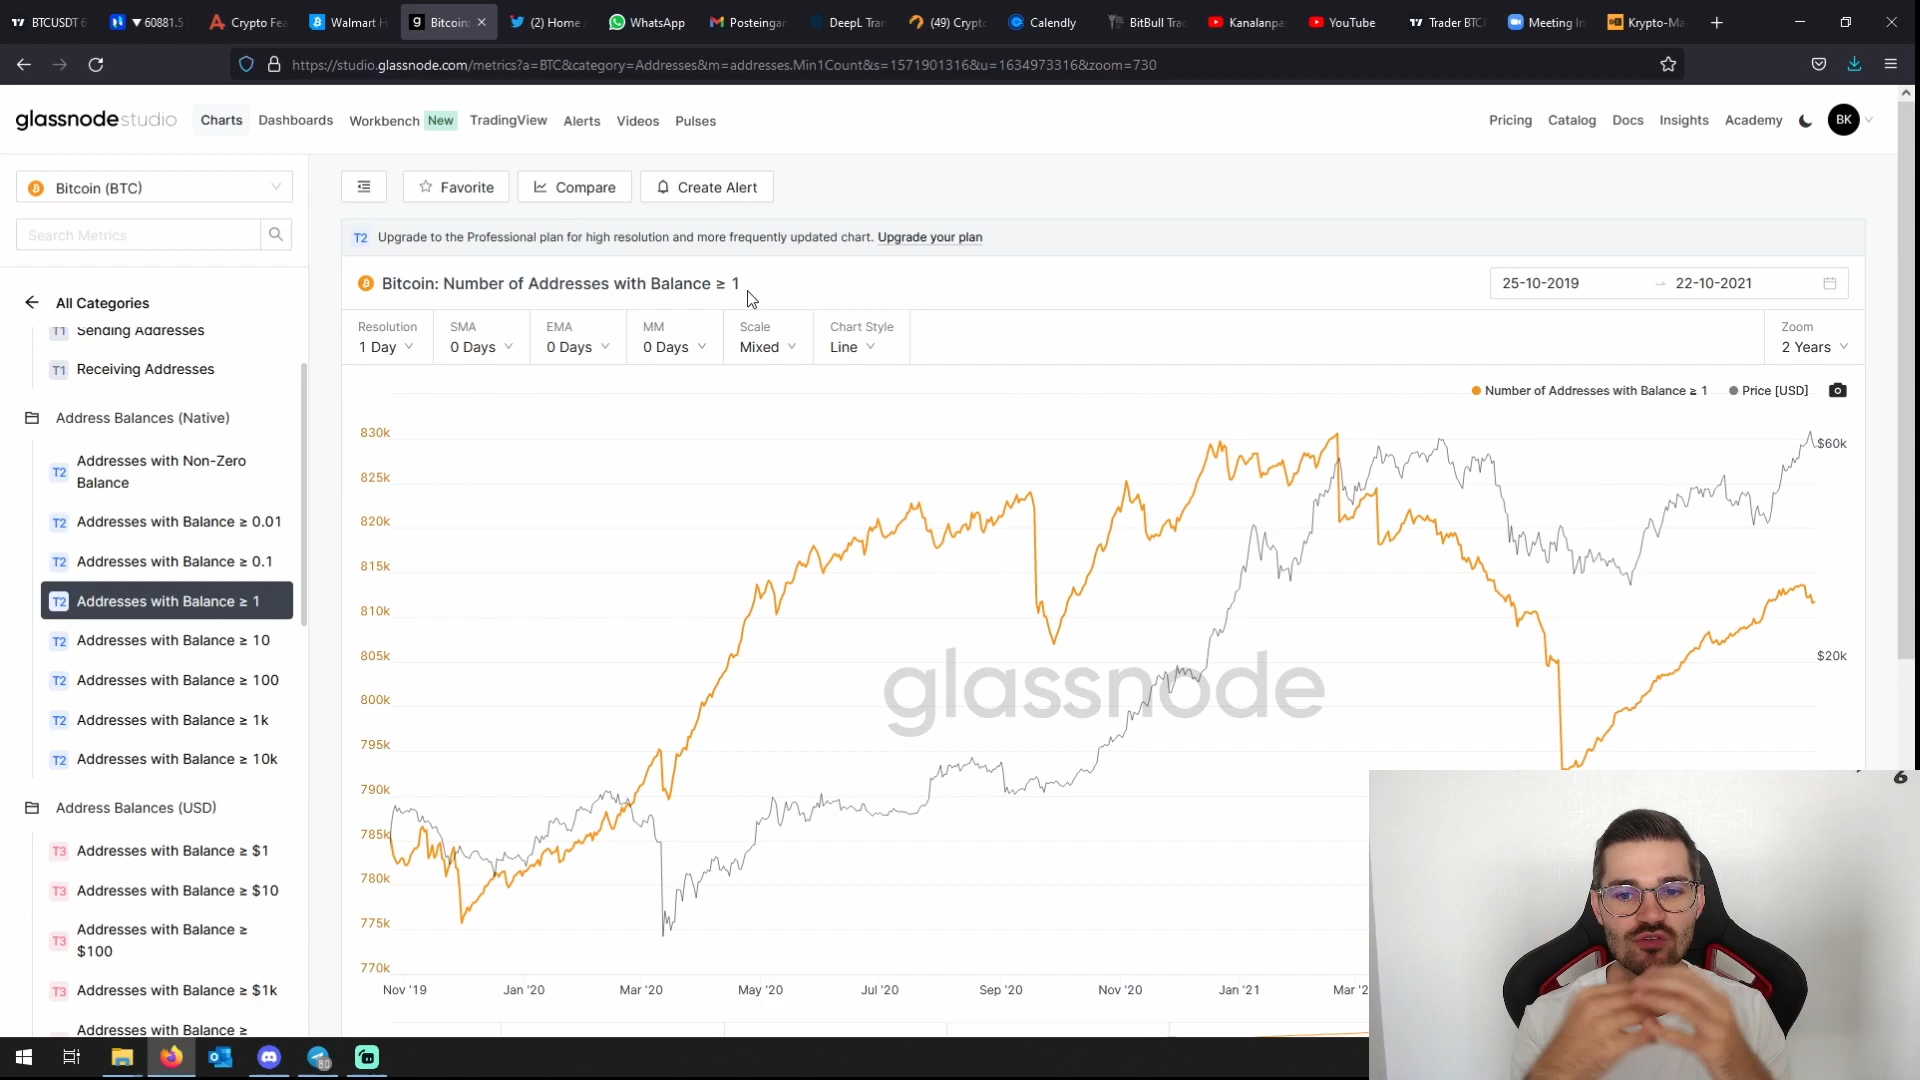 BTCUSDT 6
▼ 60881.5
Crypto Fea
Walmart H
Bitcoin:
(2) Home
WhatsApp
Posteingan
DeepL Tran
(49) Crypto
Calendly
BitBull Tra
Kanalanpa
YouTube
Trader BTC
Meeting In
Krypto-Ma
https://studio.glassnode.com/metrics?a=BTC&category=Addresses&m=addresses.Min1Count&s=1571901316&u=1634973316&zoom=730
glassnodestudio
Charts
Dashboards
Workbench New
TradingView
Alerts
Videos
Pulses
Pricing
Catalog
Docs
Insights
Academy
BK
Bitcoin (BTC)
Search Metrics
Favorite
Compare
Create Alert
T2 Upgrade to the Professional plan for high resolution and more frequently updated chart. Upgrade your plan
Bitcoin: Number of Addresses with Balance ≥ 1
25-10-2019 → 22-10-2021
Resolution
1 Day
SMA
0 Days
EMA
0 Days
MM
0 Days
Scale
Mixed
Chart Style
Line
Zoom
2 Years
All Categories
T1 Sending Addresses
T1 Receiving Addresses
Address Balances (Native)
T2 Addresses with Non-Zero
Balance
T2 Addresses with Balance ≥ 0.01
T2 Addresses with Balance ≥ 0.1
T2 Addresses with Balance ≥ 1
T2 Addresses with Balance ≥ 10
T2 Addresses with Balance ≥ 100
T2 Addresses with Balance ≥ 1k
T2 Addresses with Balance ≥ 10k
Address Balances (USD)
T3 Addresses with Balance ≥ $1
T3 Addresses with Balance ≥ $10
T3 Addresses with Balance ≥
$100
T3 Addresses with Balance ≥ $1k
Addresses with Balance ≥
Number of Addresses with Balance ≥ 1
Price [USD]
830k
825k
820k
815k
810k
805k
800k
795k
790k
785k
780k
775k
770k
$60k
$20k
glassnode
Nov '19
Jan '20
Mar '20
May '20
Jul '20
Sep '20
Nov '20
Jan '21
Mar '2
6
80